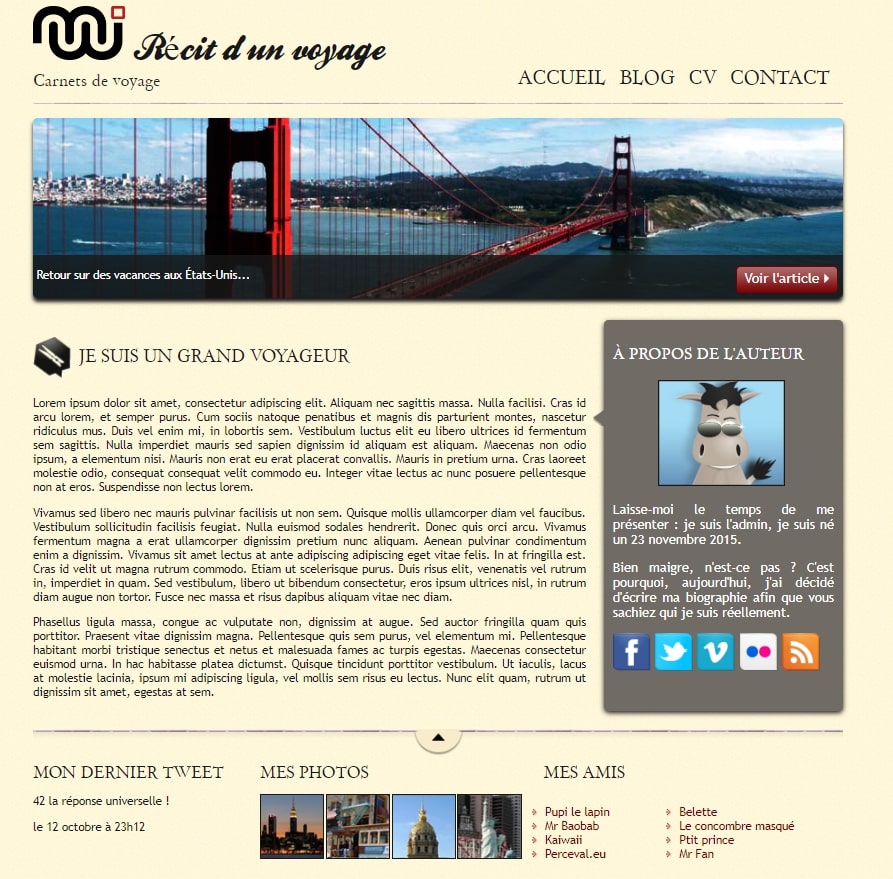 Récit d'un voyage
Carnets de voyage
ACCUEIL BLOG CV CONTACT
Retour sur des vacances aux États-Unis...
Voir l'article
JE SUIS UN GRAND VOYAGEUR
Lorem ipsum dolor sit amet, consectetur adipiscing elit. Aliquam nec sagittis massa. Nulla facilisi. Cras id
arcu lorem, et semper purus. Cum sociis natoque penatibus et magnis dis parturient montes, nascetur
ridiculus mus. Duis vel enim mi, in lobortis sem. Vestibulum luctus elit eu libero ultrices id fermentum
sem sagittis. Nulla imperdiet mauris sed sapien dignissim id aliquam est aliquam. Maecenas non odio
ipsum, a elementum nisi. Mauris non erat eu erat placerat convallis. Mauris in pretium urna. Cras laoreet
molestie odio, consequat consequat velit commodo eu. Integer vitae lectus ac nunc posuere pellentesque
non at eros. Suspendisse non lectus lorem.
Vivamus sed libero nec mauris pulvinar facilisis ut non sem. Quisque mollis ullamcorper diam vel faucibus.
Vestibulum sollicitudin facilisis feugiat. Nulla euismod sodales hendrerit. Donec quis orci arcu. Vivamus
fermentum magna a erat ullamcorper dignissim pretium nunc aliquam. Aenean pulvinar condimentum
enim a dignissim. Vivamus sit amet lectus at ante adipiscing adipiscing eget vitae felis. In at fringilla est.
Cras id velit ut magna rutrum commodo. Etiam ut scelerisque purus. Duis risus elit, venenatis vel rutrum
in, imperdiet in quam. Sed vestibulum, libero ut bibendum consectetur, eros ipsum ultrices nisl, in rutrum
diam augue non tortor. Fusce nec massa et risus dapibus aliquam vitae nec diam.
Phasellus ligula massa, congue ac vulputate non, dignissim at augue. Sed auctor fringilla quam quis
porttitor. Praesent vitae dignissim magna. Pellentesque quis sem purus, vel elementum mi. Pellentesque
habitant morbi tristique senectus et netus et malesuada fames ac turpis egestas. Maecenas consectetur
euismod urna. In hac habitasse platea dictumst. Quisque tincidunt porttitor vestibulum. Ut iaculis, lacus
at molestie lacinia, ipsum mi adipiscing ligula, vel mollis sem risus eu lectus. Nunc elit quam, rutrum ut
dignissim sit amet, egestas at sem.
À PROPOS DE L'AUTEUR
Laisse-moi le temps de me
présenter : je suis l'admin, je suis né
un 23 novembre 2015.
Bien maigre, n'est-ce pas ? C'est
pourquoi, aujourd'hui, j'ai décidé
d'écrire ma biographie afin que vous
sachiez qui je suis réellement.
MON DERNIER TWEET
42 la réponse universelle !
le 12 octobre à 23h12
MES PHOTOS
MES AMIS
Pupi le lapin
Mr Baobab
Kaiwaii
Perceval.eu
Belette
Le concombre masqué
Ptit prince
Mr Fan